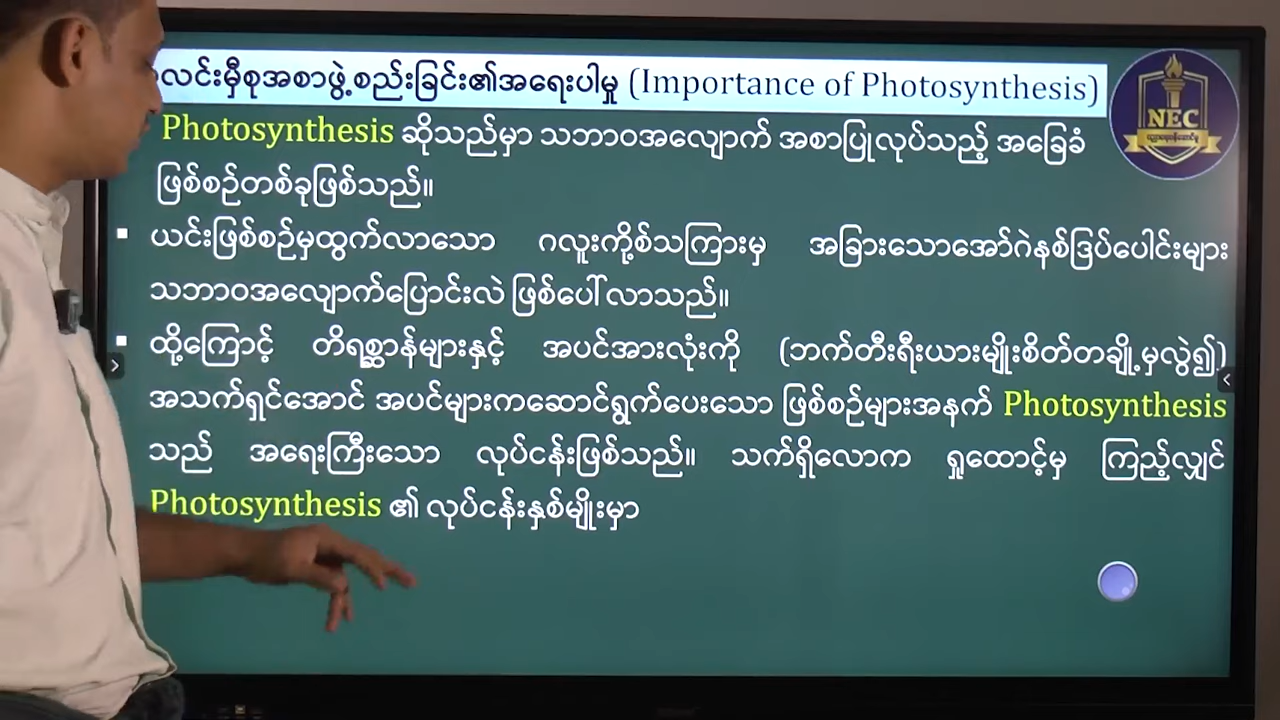 လင်းမှီစုအစာဖွဲ့စည်းခြင်း၏အရေးပါမှု (Importance of Photosynthesis)
NEC
Photosynthesis ဆိုသည်မှာ သဘာဝအလျောက် အစာပြုလုပ်သည့် အခြေခံ
ဖြစ်စဉ်တစ်ခုဖြစ်သည်။
▪ ယင်းဖြစ်စဉ်မှထွက်လာသော ဂလူးကို့စ်သကြားမှ အခြားသောအော်ဂဲနစ်ဒြပ်ပေါင်းများ
သဘာဝအလျောက်ပြောင်းလဲ ဖြစ်ပေါ်လာသည်။
▪ ထို့ကြောင့် တိရစ္ဆာန်များနှင့် အပင်အားလုံးကို (ဘက်တီးရီးယားမျိုးစိတ်တချို့မှလွဲ၍)
အသက်ရှင်အောင် အပင်များကဆောင်ရွက်ပေးသော ဖြစ်စဉ်များအနက် Photosynthesis
သည် အရေးကြီးသော လုပ်ငန်းဖြစ်သည်။ သက်ရှိလောက ရှုထောင့်မှ ကြည့်လျှင်
Photosynthesis ၏ လုပ်ငန်းနှစ်မျိုးမှာ